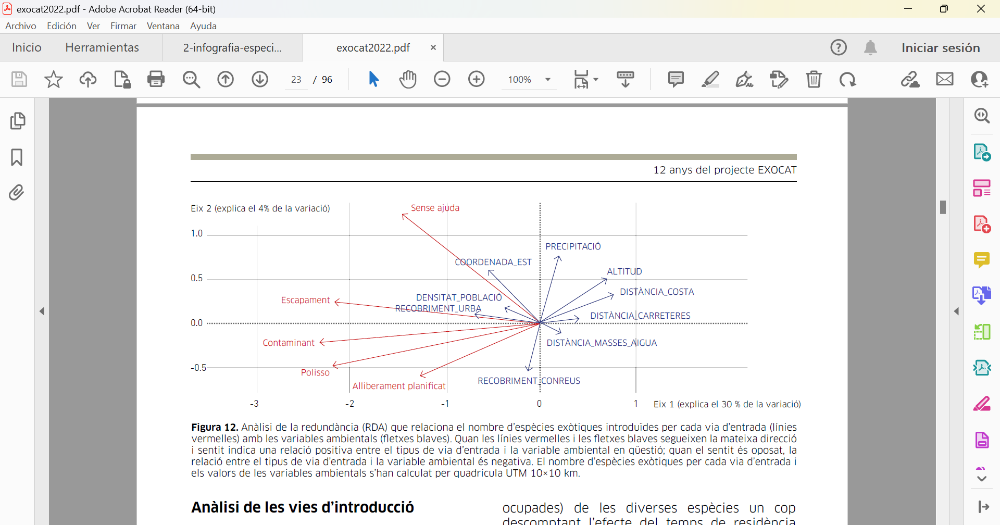 exocat2022.pdf - Adobe Acrobat Reader (64-bit)
Archivo Edición Ver Firmar Ventana Ayuda
Inicio Herramientas 2-infografia-especi... exocat2022.pdf × Iniciar sesión
23 / 96 100%
12 anys del projecte EXOCAT
Eix 2 (explica el 4% de la variació)
Sense ajuda
1.0
PRECIPITACIÓ
COORDENADA_EST
ALTITUD
0.5
DISTÀNCIA_COSTA
DENSITAT_POBLACIÓ
Escapament
RECOBRIMENT_URBA
DISTÀNCIA_CARRETERES
0.0
Contaminant
DISTÀNCIA_MASSES_AIGUA
-0.5
Polisso
RECOBRIMENT_CONREUS
Alliberament planificat
-3 -2 -1 0 1 Eix 1 (explica el 30 % de la variació)
Figura 12. Anàlisi de la redundància (RDA) que relaciona el nombre d'espècies exòtiques introduïdes per cada via d'entrada (línies
vermelles) amb les variables ambientals (fletxes blaves). Quan les línies vermelles i les fletxes blaves segueixen la mateixa direcció
i sentit indica una relació positiva entre el tipus de via d'entrada i la variable ambiental en qüestió; quan el sentit és oposat, la
relació entre el tipus de via d'entrada i la variable ambiental és negativa. El nombre d'espècies exòtiques per cada via d'entrada i
els valors de les variables ambientals s'han calculat per quadrícula UTM 10×10 km.
Anàlisi de les vies d'introducció
ocupades) de les diverses espècies un cop
descomptant l'efecte del temps de residència